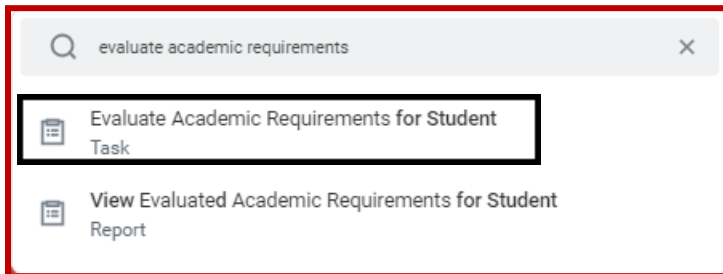 evaluate academic requirements
Evaluate Academic Requirements for Student
Task
View Evaluated Academic Requirements for Student
Report